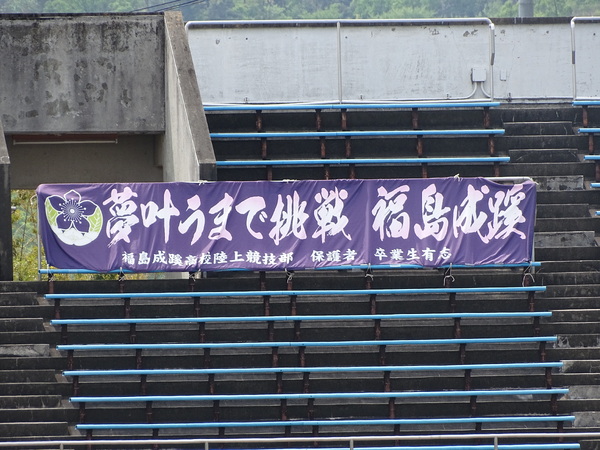 夢叶うまで挑戦 福島成蹊
福島成蹊高校陸上競技部 保護者 卒業生有志